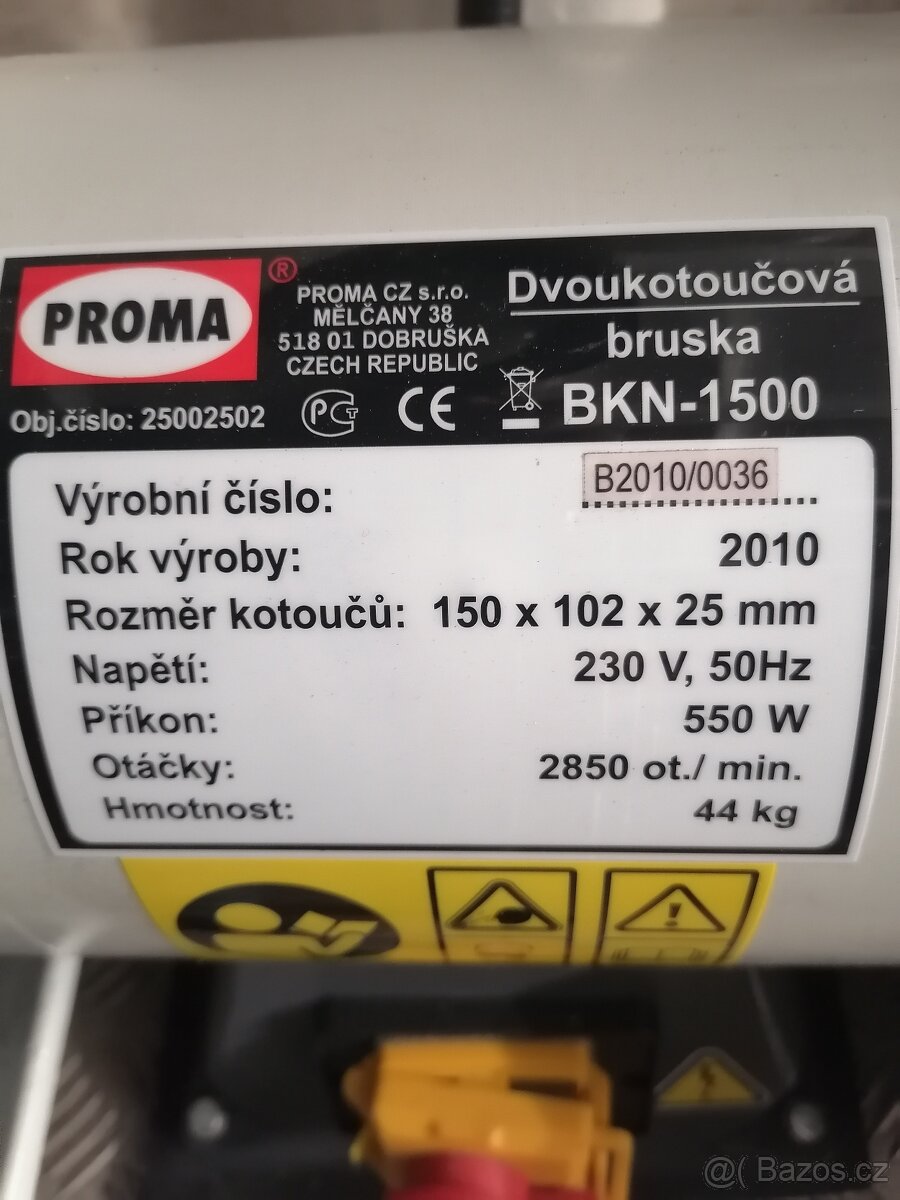 PROMA ®
PROMA CZ s.r.o.
MĚLČANY 38
518 01 DOBRUŠKA
CZECH REPUBLIC
Dvoukotoučová
bruska
BKN-1500
Obj.číslo: 25002502
PCT CE
Výrobní číslo: B2010/0036
Rok výroby: 2010
Rozměr kotoučů: 150 x 102 x 25 mm
Napětí: 230 V, 50Hz
Příkon: 550 W
Otáčky: 2850 ot./ min.
Hmotnost: 44 kg
@( Bazos.cz